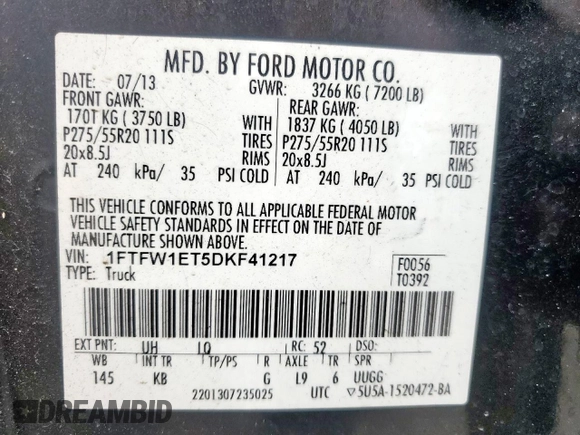 MFD. BY FORD MOTOR CO.
DATE: 07/13 GVWR: 3266 KG ( 7200 LB)
FRONT GAWR: REAR GAWR:
1701 KG ( 3750 LB) WITH 1837 KG ( 4050 LB) WITH
P275/55R20 111S TIRES P275/55R20 111S TIRES
20x8.5J RIMS 20x8.5J RIMS
AT 240 kPa/ 35 PSI COLD AT 240 kPa/ 35 PSI COLD
THIS VEHICLE CONFORMS TO ALL APPLICABLE FEDERAL MOTOR
VEHICLE SAFETY STANDARDS IN EFFECT ON THE DATE OF
MANUFACTURE SHOWN ABOVE.
VIN: 1FTFW1ET5DKF41217 F0056
TYPE: Truck T0392
EXT PNT: UH LQ RC: 52 DSO:
WB INT TR TP/PS R AXLE TR SPR
145 KB G L9 6 UUGG
2201307235025 UTC ▽5U5A-1520472-BA
DREAMBID